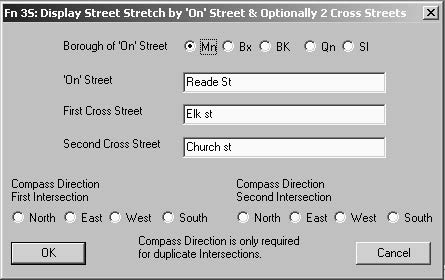 Fn 3S: Display Street Stretch by 'On' Street & Optionally 2 Cross Streets
Borough of 'On' Street Mn Bx BK Qn SI
'On' Street Reade St
First Cross Street Elk st
Second Cross Street Church st
Compass Direction Compass Direction
First Intersection Second Intersection
North East West South North East West South
OK Compass Direction is only required Cancel
for duplicate Intersections.